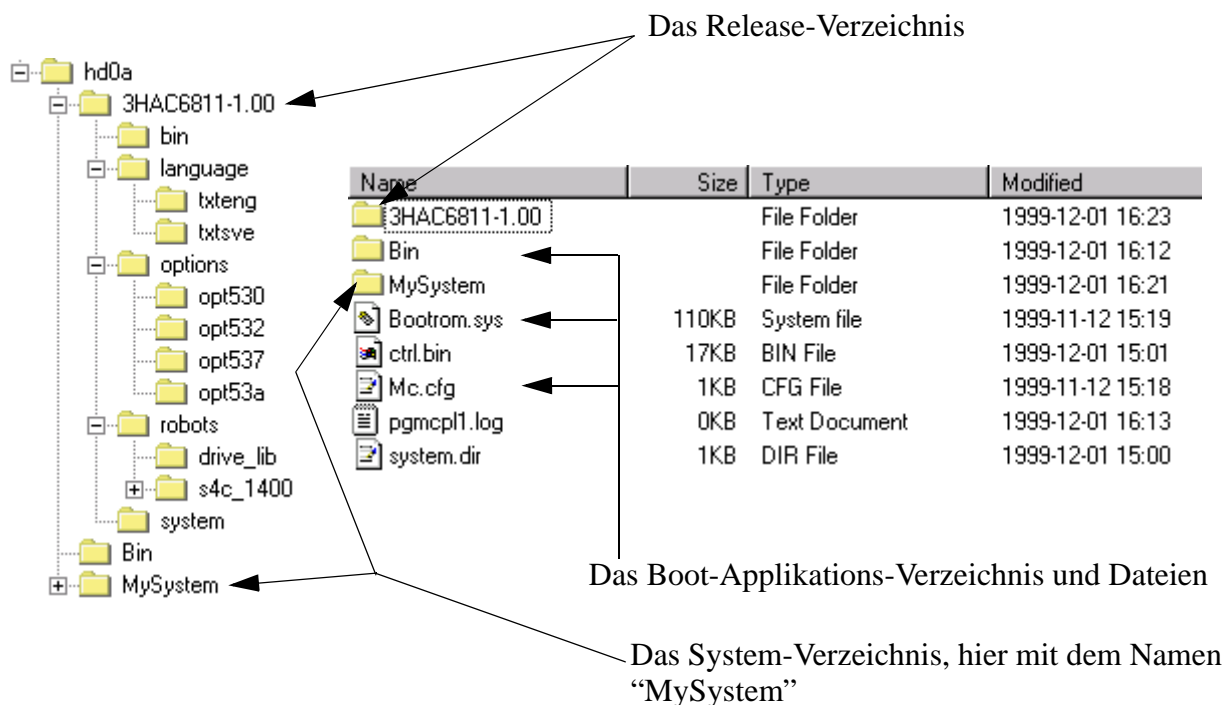 Das Release-Verzeichnis
hd0a
3HAC6811-1.00
bin
language
txteng
txtsve
options
opt530
opt532
opt537
opt53a
robots
drive_lib
s4c_1400
system
Bin
MySystem
Name Size Type Modified
3HAC6811-1.00 File Folder 1999-12-01 16:23
Bin File Folder 1999-12-01 16:12
MySystem File Folder 1999-12-01 16:21
Bootrom.sys 110KB System file 1999-11-12 15:19
ctrl.bin 17KB BIN File 1999-12-01 15:01
Mc.cfg 1KB CFG File 1999-11-12 15:18
pgmcpl1.log 0KB Text Document 1999-12-01 16:13
system.dir 1KB DIR File 1999-12-01 15:00
Das Boot-Applikations-Verzeichnis und Dateien
Das System-Verzeichnis, hier mit dem Namen
“MySystem”